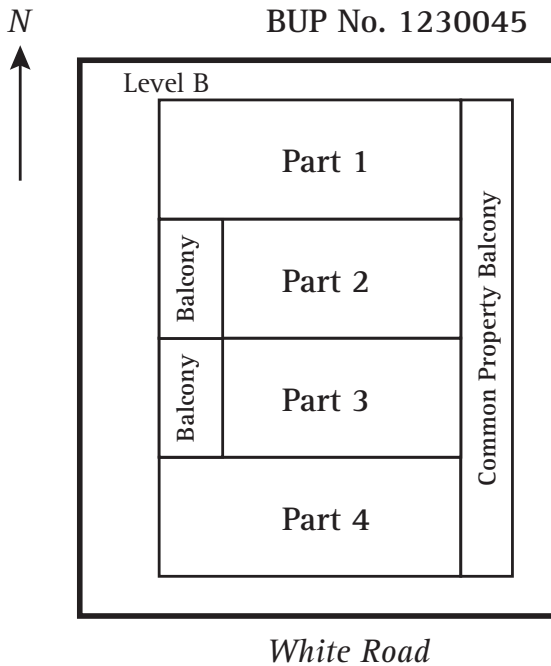 N
BUP No. 1230045
Level B
Part 1
Balcony
Part 2
Balcony
Part 3
Part 4
Common Property Balcony
White Road